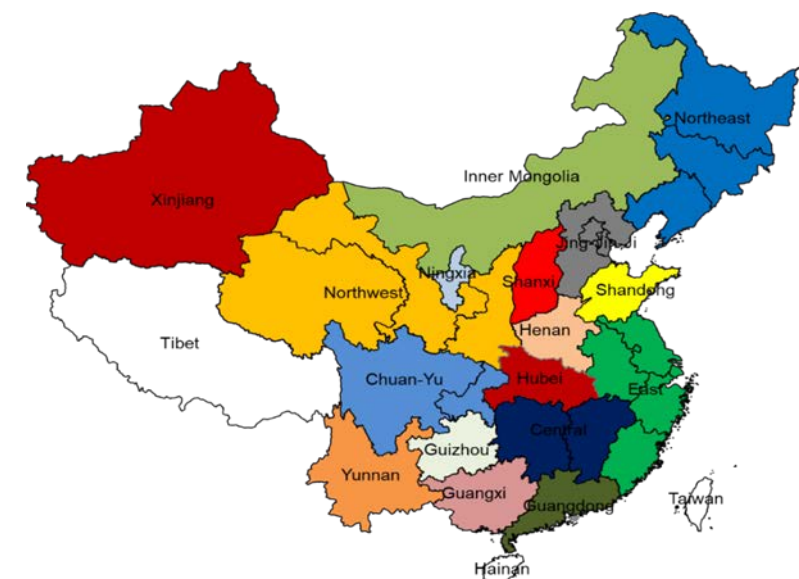 Northeast
Inner Mongolia
Xinjiang
Jing-Jin-Ji
Ningxia
Shanxi
Shandong
Northwest
Henan
Tibet
Chuan-Yu
Hubei
East
Central
Guizhou
Yunnan
Guangxi
Taiwan
Guangdong
Hainan